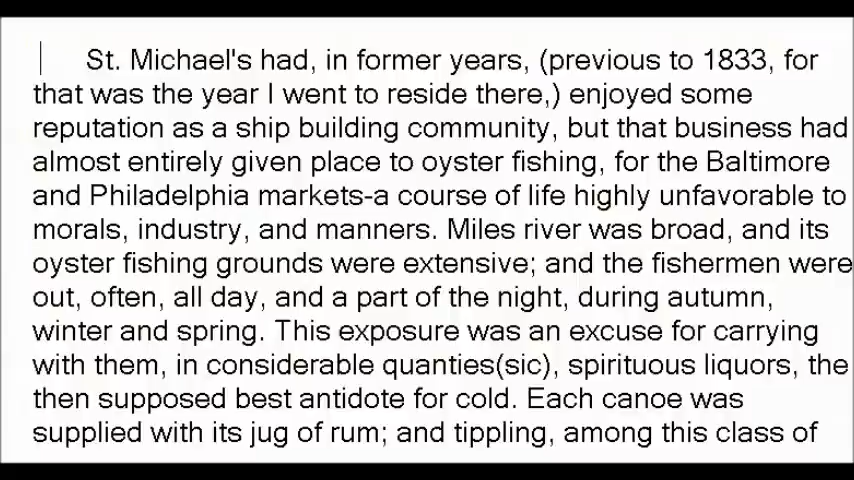 St. Michael's had, in former years, (previous to 1833, for
that was the year I went to reside there,) enjoyed some
reputation as a ship building community, but that business had
almost entirely given place to oyster fishing, for the Baltimore
and Philadelphia markets-a course of life highly unfavorable to
morals, industry, and manners. Miles river was broad, and its
oyster fishing grounds were extensive; and the fishermen were
out, often, all day, and a part of the night, during autumn,
winter and spring. This exposure was an excuse for carrying
with them, in considerable quanties(sic), spirituous liquors, the
then supposed best antidote for cold. Each canoe was
supplied with its jug of rum; and tippling, among this class of